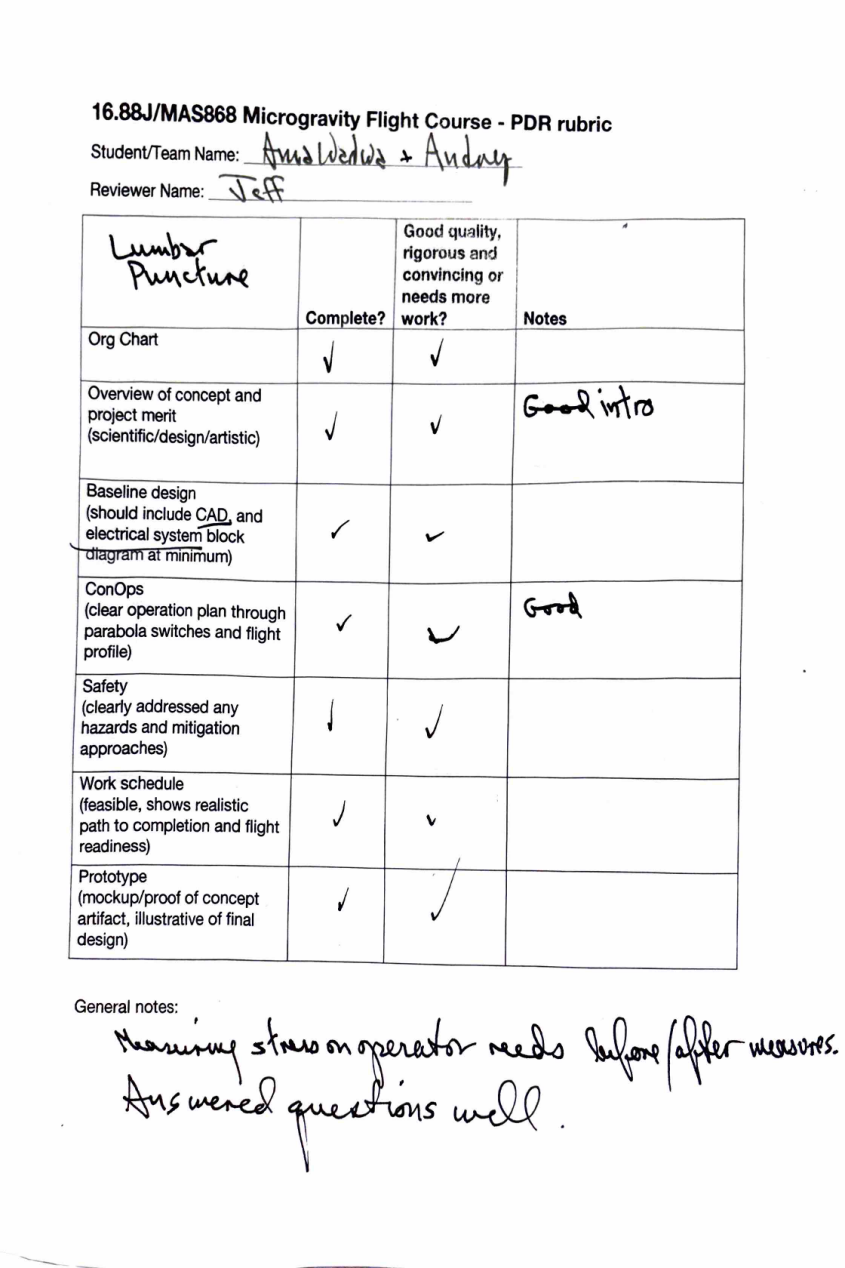 16.88J/MAS868 Microgravity Flight Course - PDR rubric
Student/Team Name: + Audrey
Reviewer Name: Jeff
Lumbar
Puncture
Complete?
Good quality,
rigorous and
convincing or
needs more
work?
Notes
Org Chart ✓ ✓
Overview of concept and
project merit
(scientific/design/artistic) ✓ ✓
Good intro
Baseline design
(should include CAD, and
electrical system block
diagram at minimum) ✓ ✓
ConOps
(clear operation plan through
parabola switches and flight
profile) ✓ ✓
Good
Safety
(clearly addressed any
hazards and mitigation
approaches) ✓ ✓
Work schedule
(feasible, shows realistic
path to completion and flight
readiness) ✓ ✓
Prototype
(mockup/proof of concept
artifact, illustrative of final
design) ✓ ✓
General notes:
Measuring stress on operator needs before/after measures.
Answered questions well.